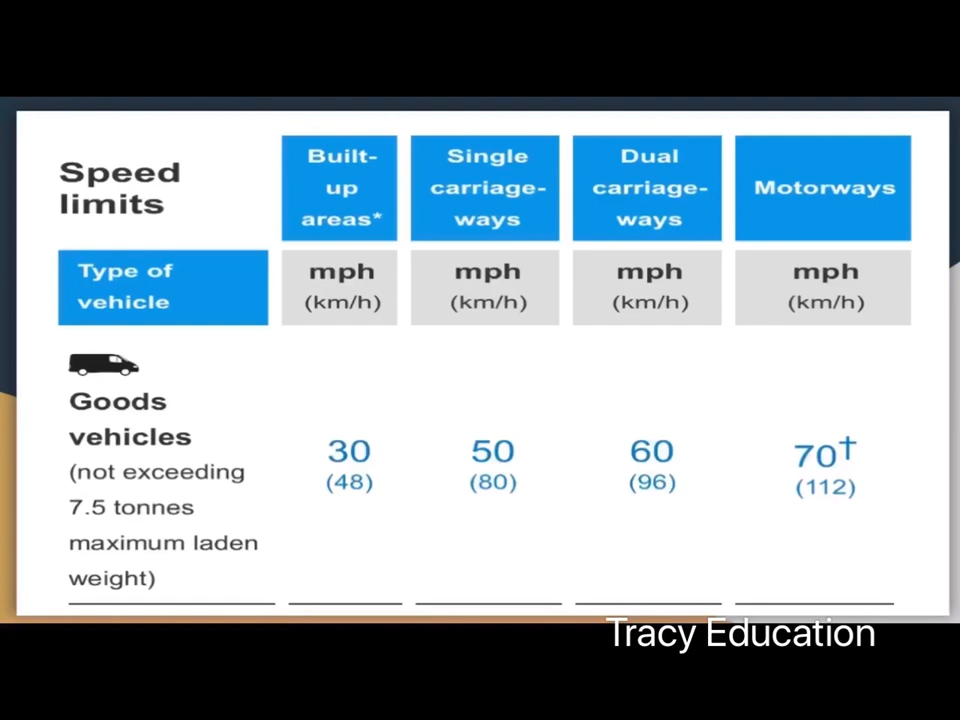 Speed
limits
Built-
up
areas*
Single
carriage-
ways
Dual
carriage-
ways
Motorways
Type of
vehicle
mph
(km/h)
mph
(km/h)
mph
(km/h)
mph
(km/h)
Goods
vehicles
(not exceeding
7.5 tonnes
maximum laden
weight)
30
(48)
50
(80)
60
(96)
70†
(112)
Tracy Education